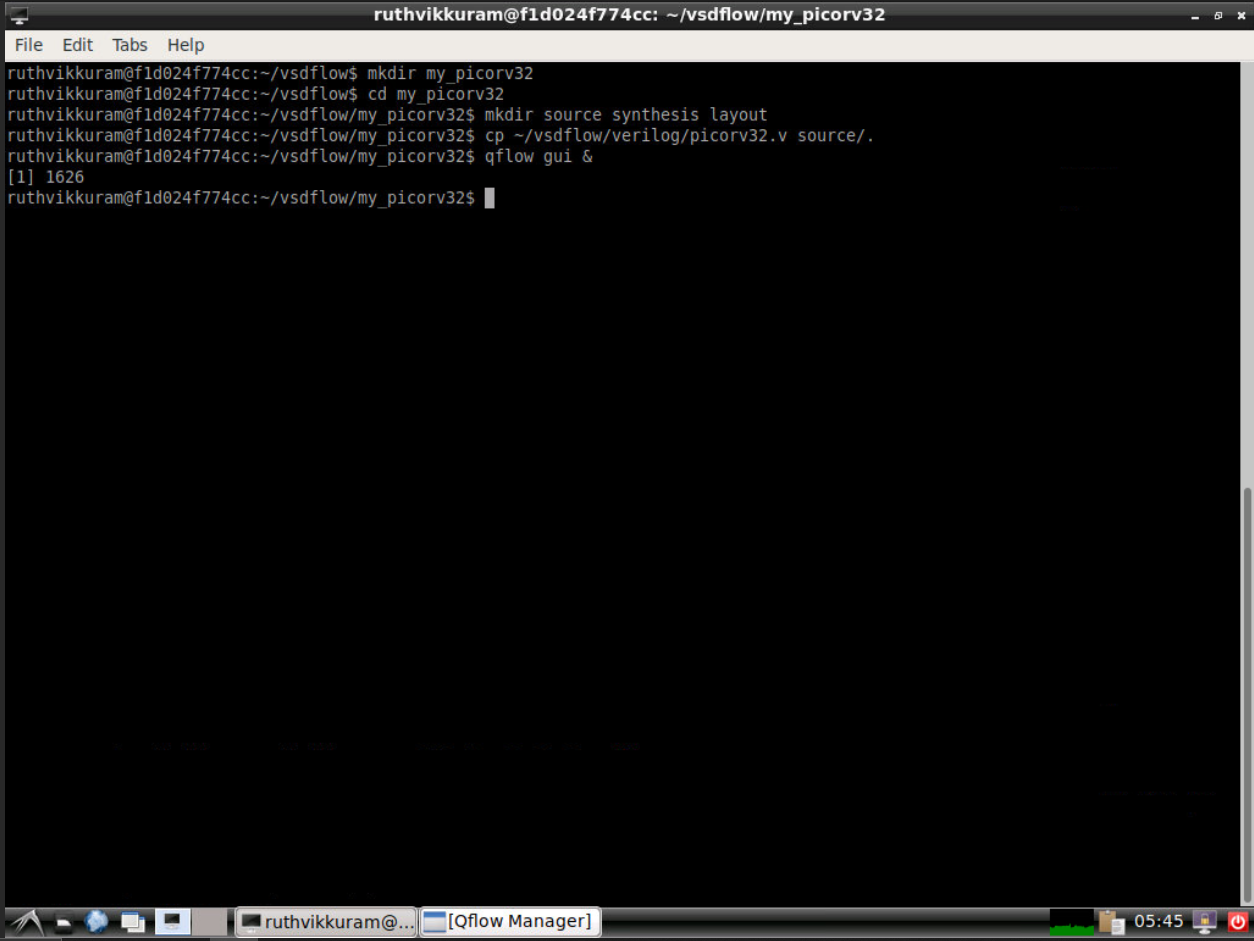 ruthvikkuram@f1d024f774cc: ~/vsdflow/my_picorv32
File Edit Tabs Help
ruthvikkuram@f1d024f774cc:~/vsdflow$ mkdir my_picorv32
ruthvikkuram@f1d024f774cc:~/vsdflow$ cd my_picorv32
ruthvikkuram@f1d024f774cc:~/vsdflow/my_picorv32$ mkdir source synthesis layout
ruthvikkuram@f1d024f774cc:~/vsdflow/my_picorv32$ cp ~/vsdflow/verilog/picorv32.v source/.
ruthvikkuram@f1d024f774cc:~/vsdflow/my_picorv32$ qflow gui &
[1] 1626
ruthvikkuram@f1d024f774cc:~/vsdflow/my_picorv32$
ruthvikkuram@... [Qflow Manager] 05:45